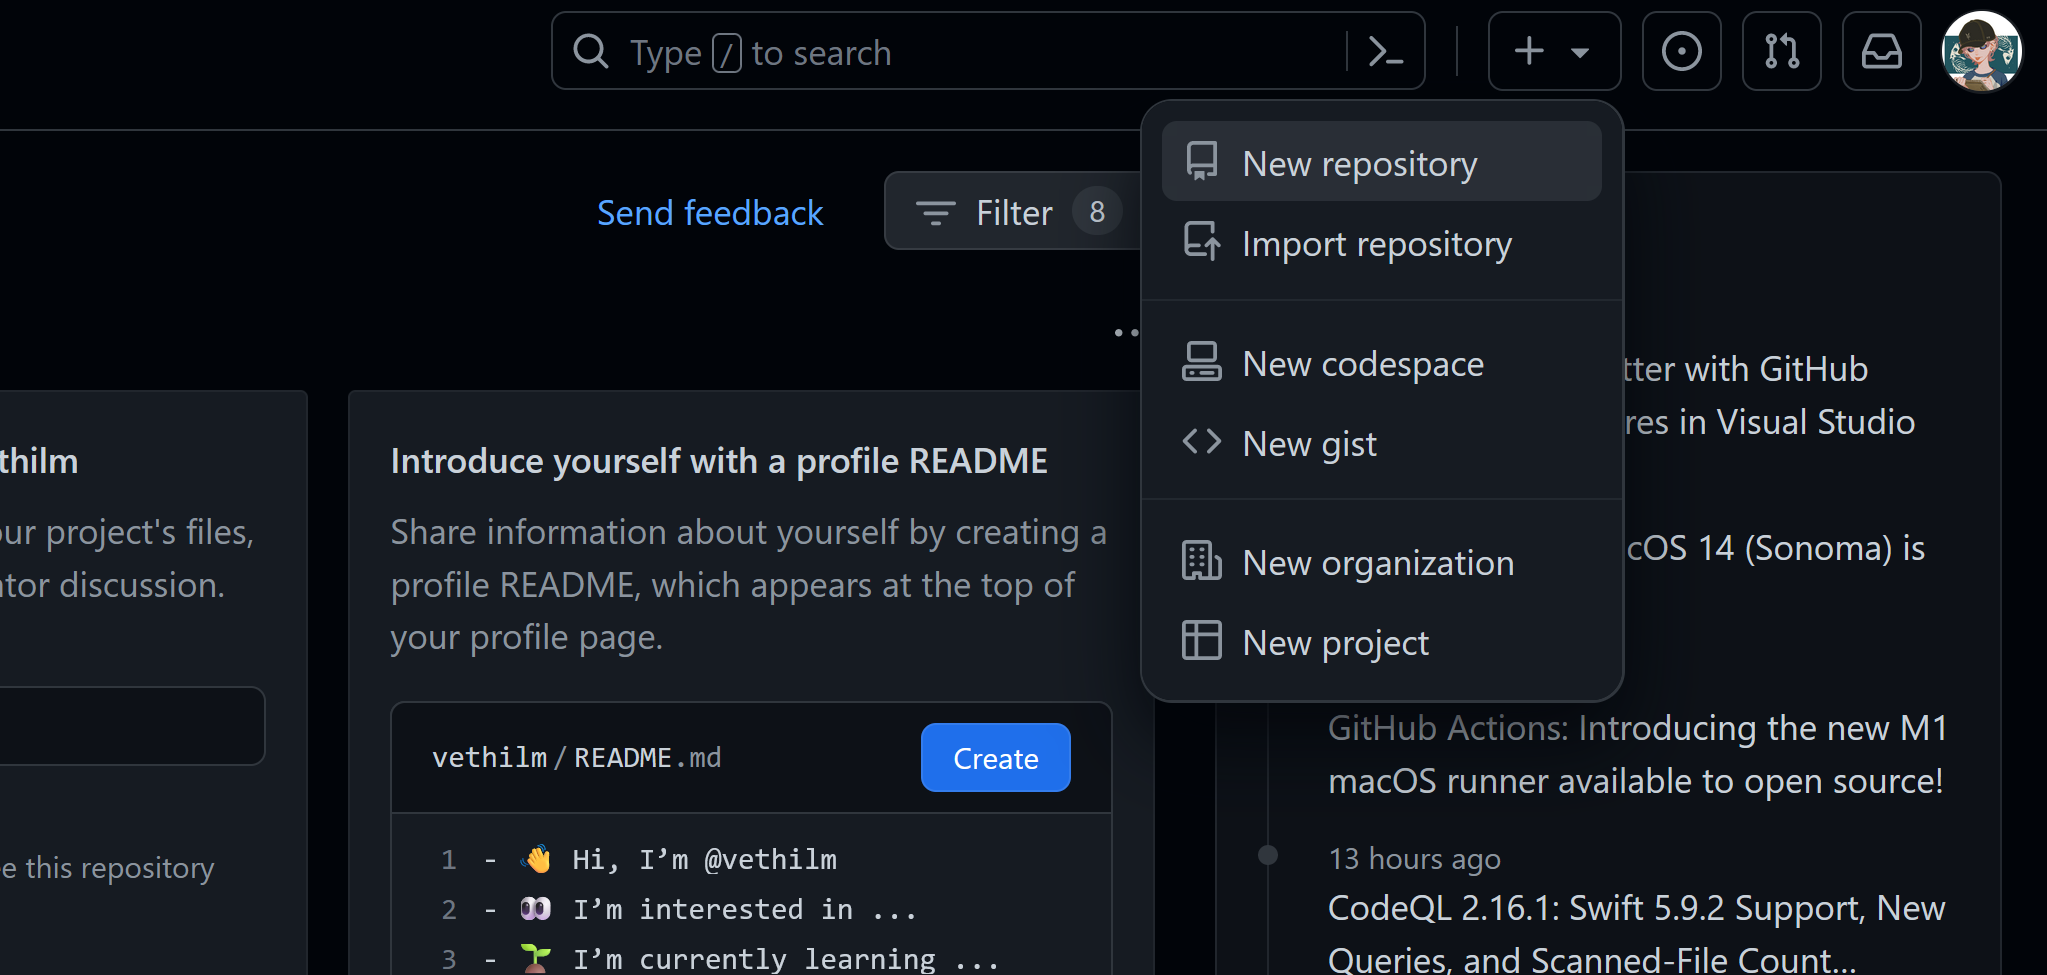 Type / to search
Send feedback
Filter 8
New repository
Import repository
New codespace
New gist
New organization
New project
thilm
ur project's files,
tor discussion.
e this repository
Introduce yourself with a profile README
Share information about yourself by creating a
profile README, which appears at the top of
your profile page.
vethilm/README.md
Create
1 - 👋 Hi, I’m @vethilm
2 - 👀 I’m interested in ...
3 - 🌱 I’m currently learning ...
tter with GitHub
res in Visual Studio
cOS 14 (Sonoma) is
GitHub Actions: Introducing the new M1
macOS runner available to open source!
13 hours ago
CodeQL 2.16.1: Swift 5.9.2 Support, New
Queries, and Scanned-File Count...